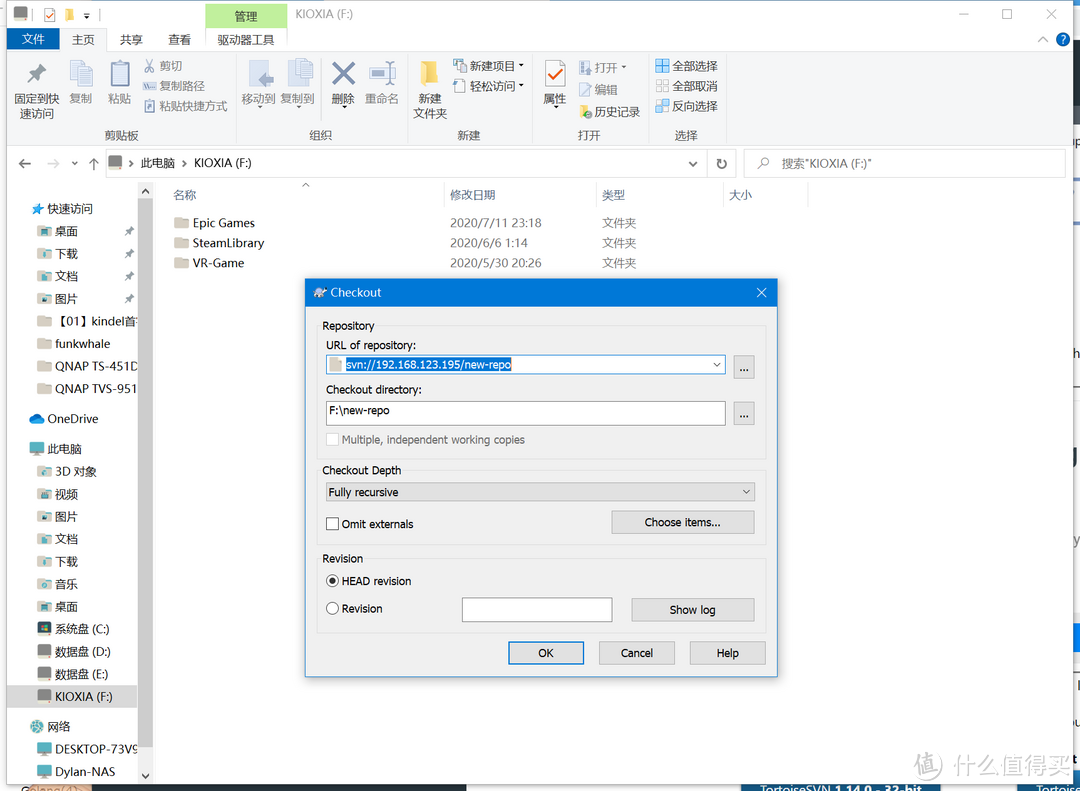 管理
KIOXIA (F:)
文件
主页
共享
查看
驱动器工具
固定到快
速访问
复制
粘贴
剪切
复制路径
粘贴快捷方式
剪贴板
移动到
复制到
删除
重命名
组织
新建
文件夹
新建项目
轻松访问
新建
属性
打开
编辑
历史记录
打开
全部选择
全部取消
反向选择
选择
此电脑 > KIOXIA (F:)
搜索"KIOXIA (F:)"
名称 修改日期 类型 大小
Epic Games 2020/7/11 23:18 文件夹
SteamLibrary 2020/6/6 1:14 文件夹
VR-Game 2020/5/30 20:26 文件夹
快速访问
桌面
下载
文档
图片
【01】kindel首
funkwhale
QNAP TS-451D
QNAP TVS-951
OneDrive
此电脑
3D 对象
视频
图片
文档
下载
音乐
桌面
系统盘 (C:)
数据盘 (D:)
数据盘 (E:)
KIOXIA (F:)
网络
DESKTOP-73V9
Dylan-NAS
Checkout
Repository
URL of repository:
svn://192.168.123.195/new-repo
...
Checkout directory:
F:\new-repo
...
Multiple, independent working copies
Checkout Depth
Fully recursive
Omit externals
Choose items...
Revision
HEAD revision
Revision
Show log
OK
Cancel
Help
值 什么值得买
TortoiseSVN 1.14.0 - 32-bit